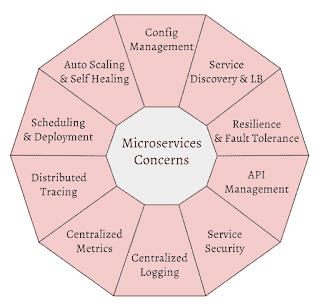 Config
Management
Service
Discovery & LB
Resilience
& Fault Tolerance
API
Management
Service
Security
Centralized
Logging
Centralized
Metrics
Distributed
Tracing
Scheduling
& Deployment
Auto Scaling
& Self Healing
Microservices
Concerns